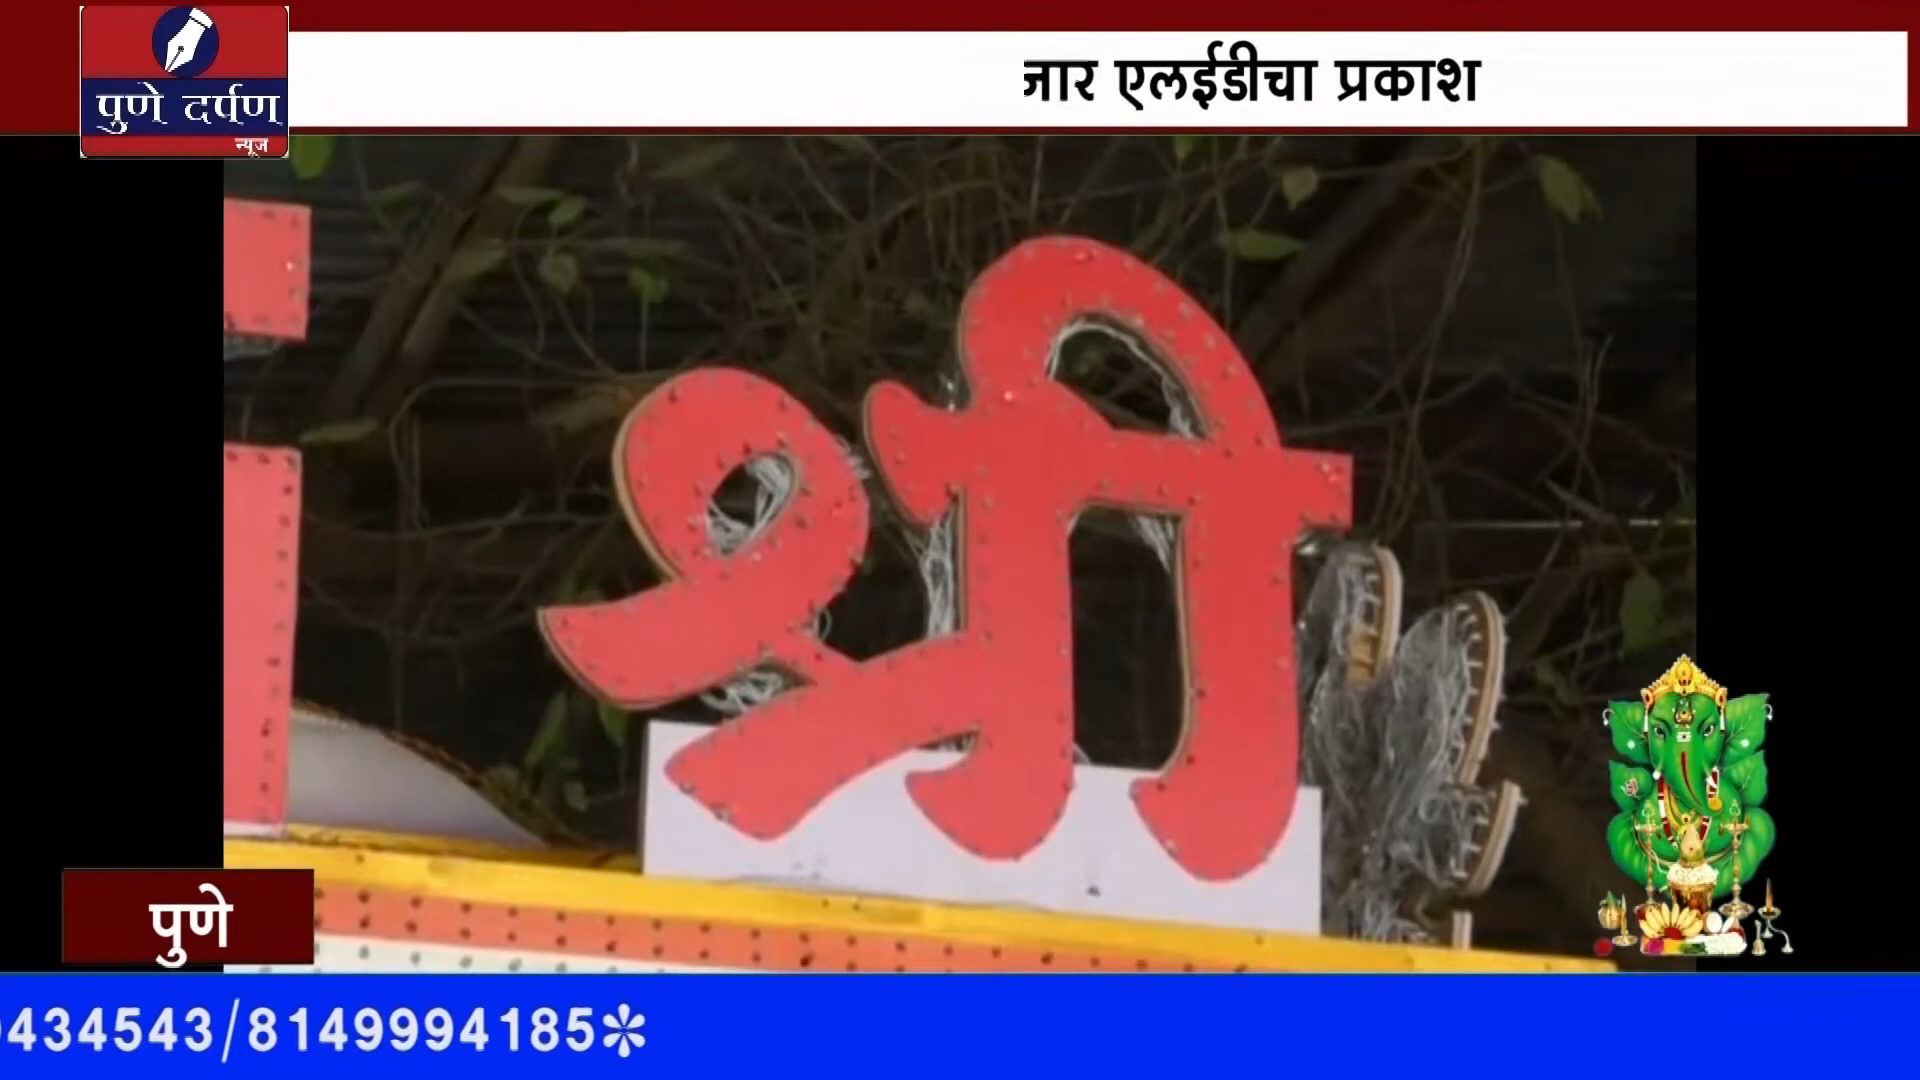 एलईडीचा प्रकाश
पुणे दर्पण
न्यूज
श्री
पुणे
434543/8149994185*